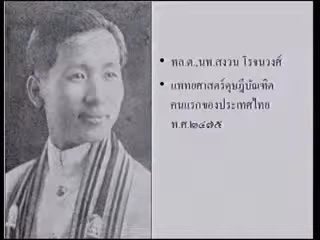 • พล.ต.,นพ.สงวน โรจนวงศ์
• แพทยศาสตร์ดุษฎีบัณฑิต
คนแรกของประเทศไทย
พ.ศ.๒๔๗๕